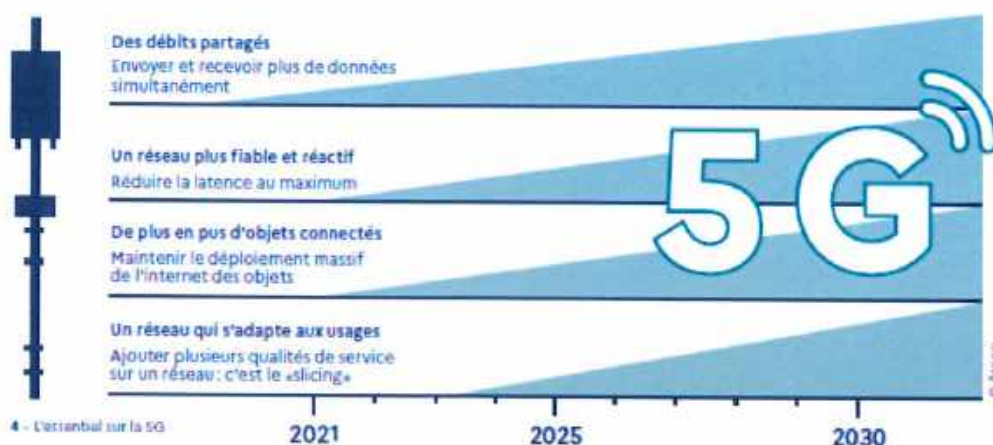 Des débits partagés
Envoyer et recevoir plus de données
simultanément
Un réseau plus fiable et réactif
Réduire la latence au maximum
5G
De plus en pus d'objets connectés
Maintenir le déploiement massif
de l'internet des objets
Un réseau qui s'adapte aux usages
Ajouter plusieurs qualités de service
sur un réseau : c'est le «slicing»
4 – L'essentiel sur la 5G
2021
2025
2030